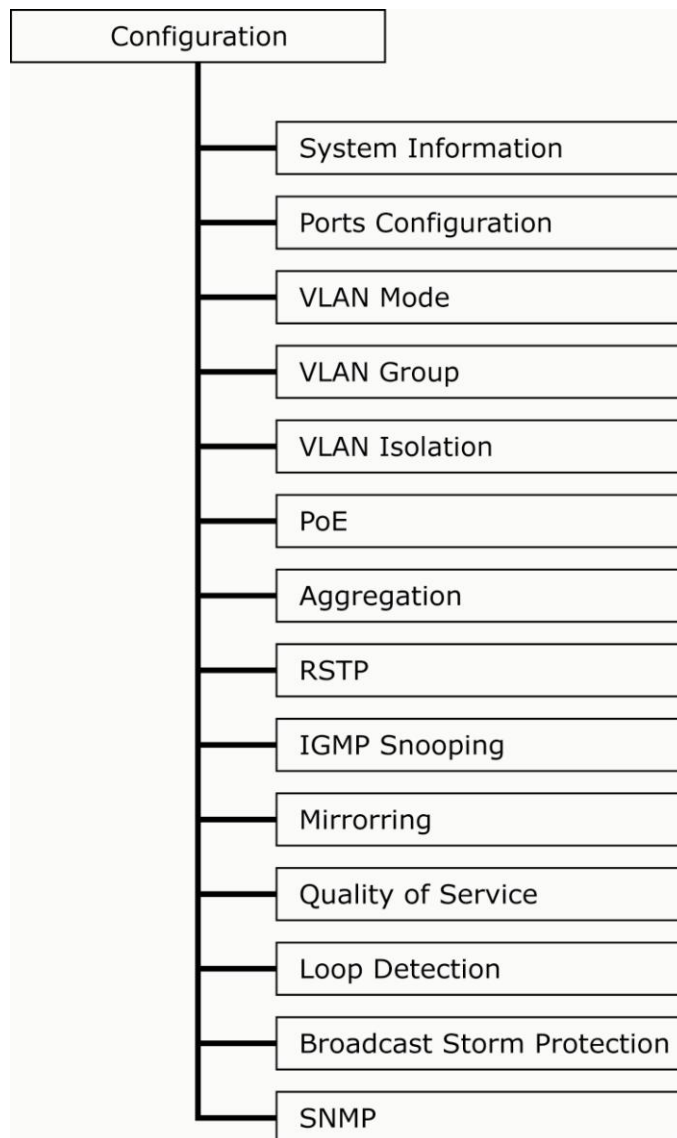 Configuration
System Information
Ports Configuration
VLAN Mode
VLAN Group
VLAN Isolation
PoE
Aggregation
RSTP
IGMP Snooping
Mirrorring
Quality of Service
Loop Detection
Broadcast Storm Protection
SNMP